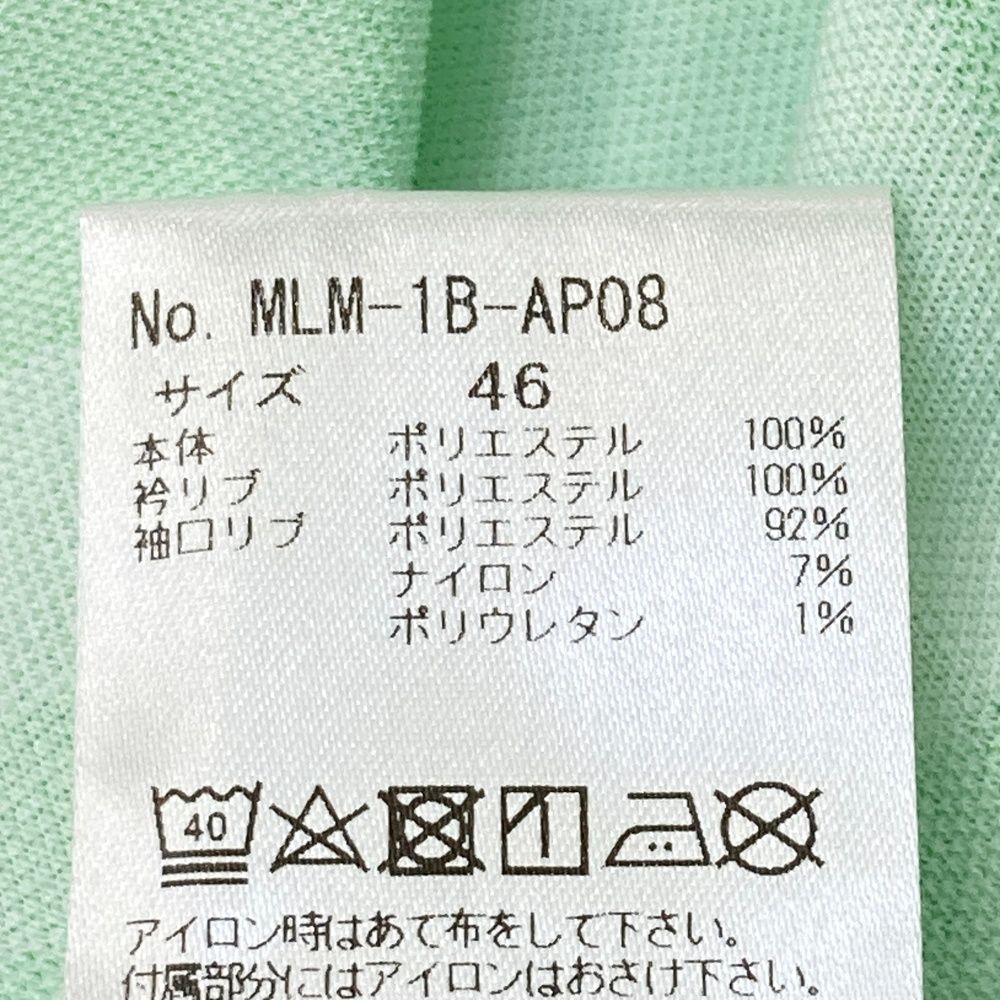 No. MLM-1B-AP08
サイズ 46
本体 ポリエステル 100%
衿リブ ポリエステル 100%
袖口リブ ポリエステル 92%
ナイロン 7%
ポリウレタン 1%
40
アイロン時はあて布をして下さい。
付属部分にはアイロンはおさけ下さい。